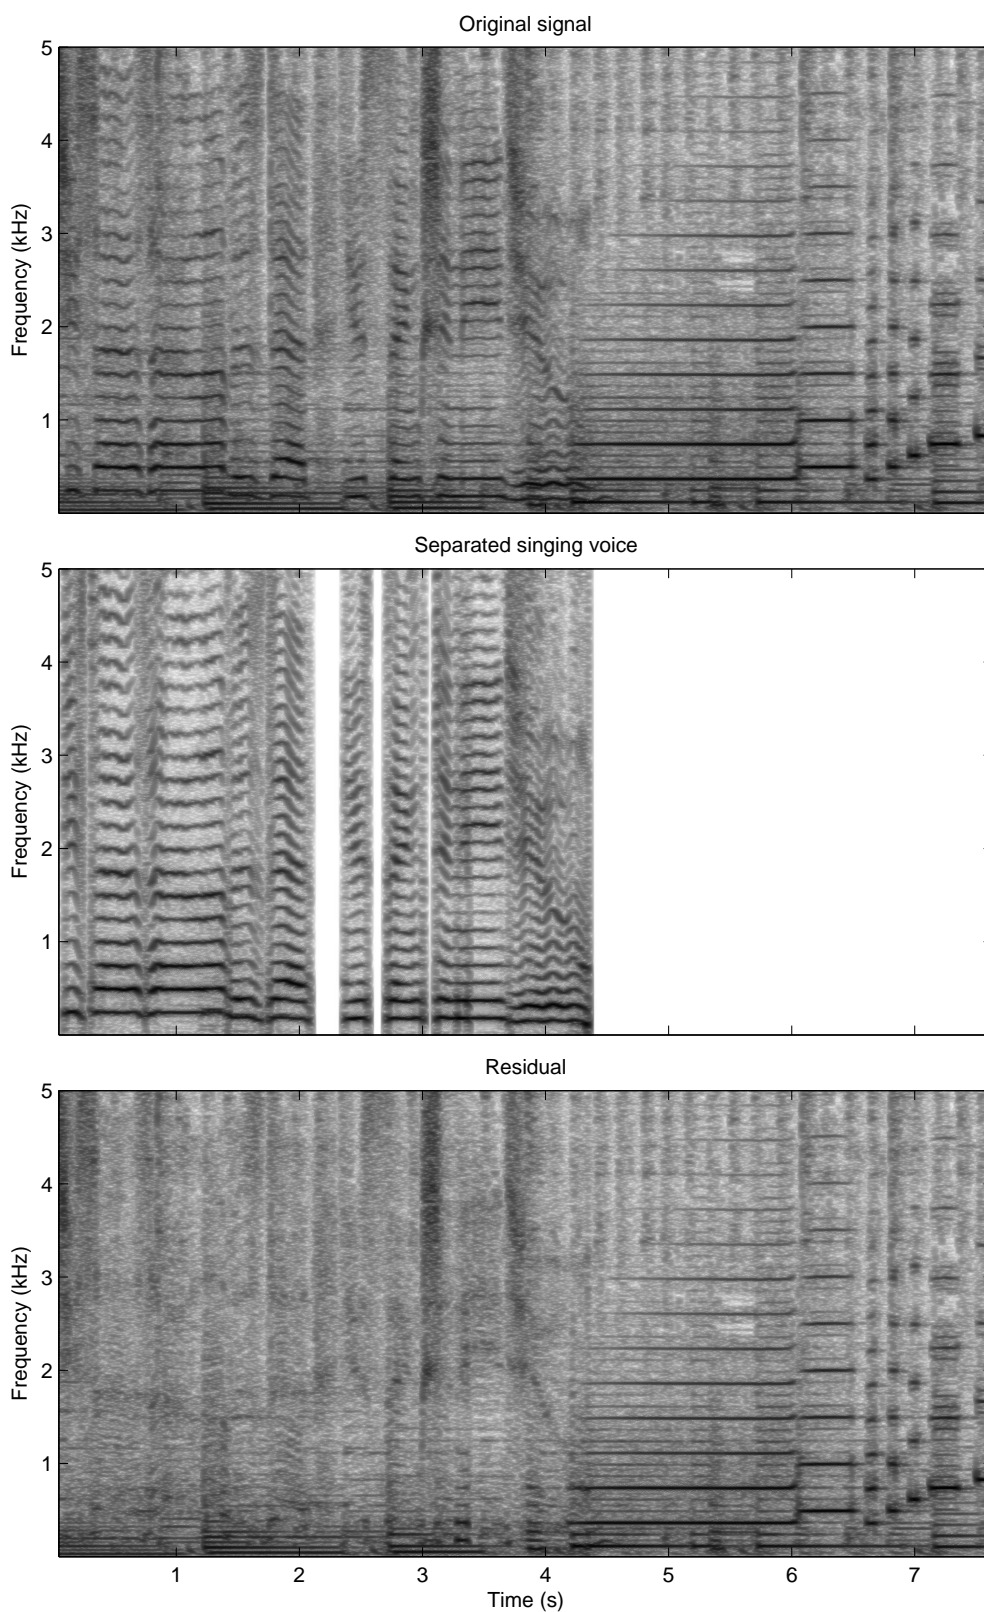 Original signal
5
4
3
2
1
Frequency (kHz)
Separated singing voice
5
4
3
2
1
Frequency (kHz)
Residual
5
4
3
2
1
Frequency (kHz)
1 2 3 4 5 6 7
Time (s)